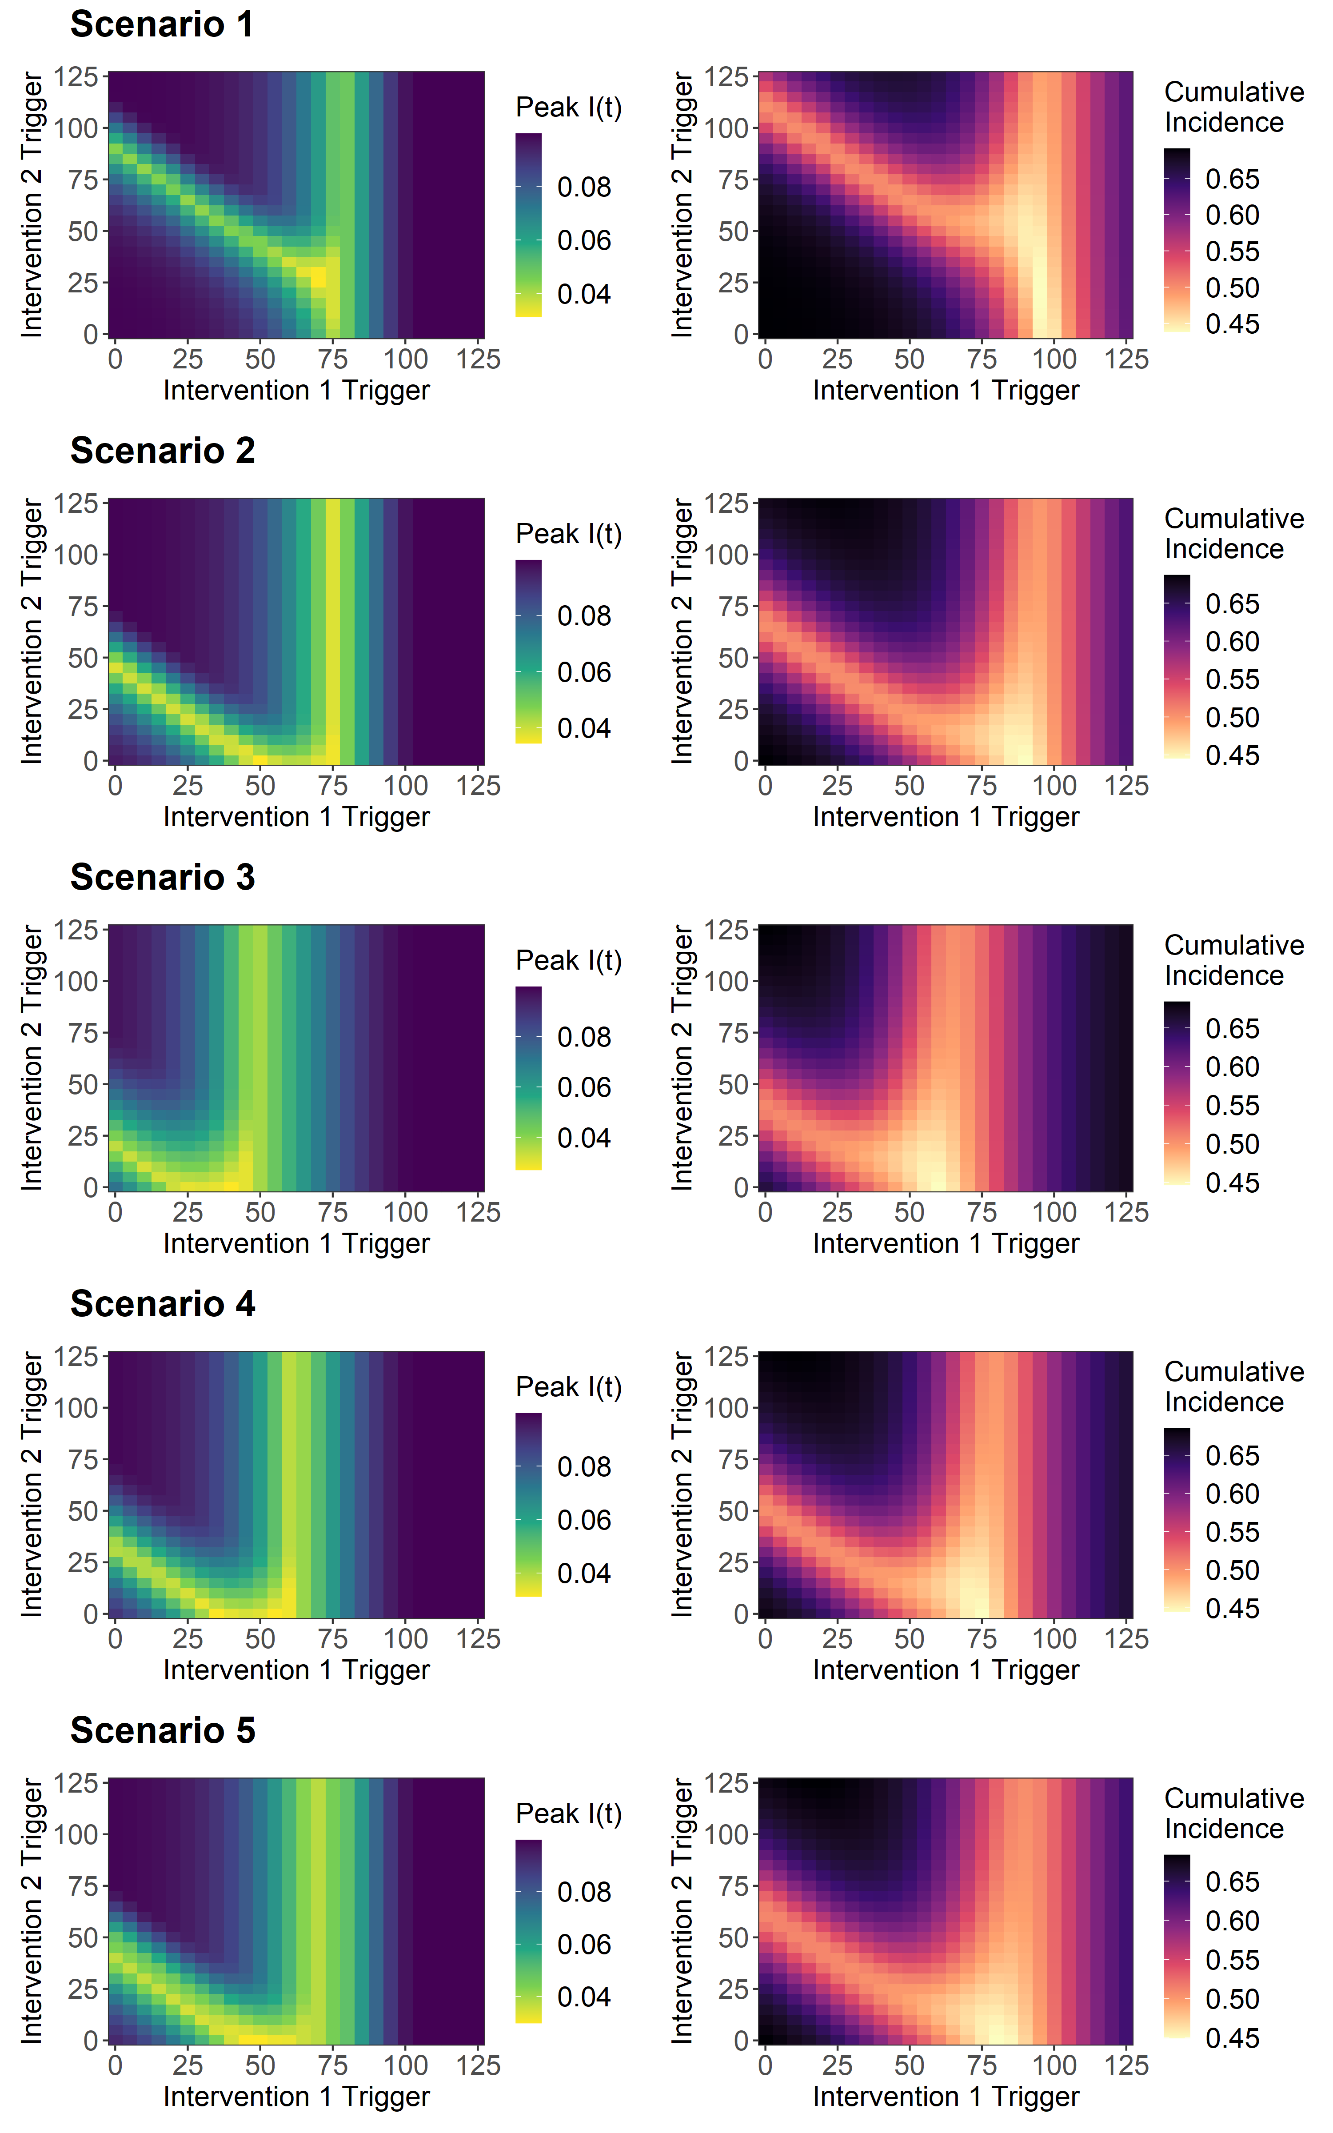 Scenario 1
Intervention 2 Trigger
125
100
75
50
25
0
0 25 50 75 100 125
Intervention 1 Trigger
Peak I(t)
0.08
0.06
0.04
Intervention 2 Trigger
125
100
75
50
25
0
0 25 50 75 100 125
Intervention 1 Trigger
Cumulative
Incidence
0.65
0.60
0.55
0.50
0.45
Scenario 2
Intervention 2 Trigger
125
100
75
50
25
0
0 25 50 75 100 125
Intervention 1 Trigger
Peak I(t)
0.08
0.06
0.04
Intervention 2 Trigger
125
100
75
50
25
0
0 25 50 75 100 125
Intervention 1 Trigger
Cumulative
Incidence
0.65
0.60
0.55
0.50
0.45
Scenario 3
Intervention 2 Trigger
125
100
75
50
25
0
0 25 50 75 100 125
Intervention 1 Trigger
Peak I(t)
0.08
0.06
0.04
Intervention 2 Trigger
125
100
75
50
25
0
0 25 50 75 100 125
Intervention 1 Trigger
Cumulative
Incidence
0.65
0.60
0.55
0.50
0.45
Scenario 4
Intervention 2 Trigger
125
100
75
50
25
0
0 25 50 75 100 125
Intervention 1 Trigger
Peak I(t)
0.08
0.06
0.04
Intervention 2 Trigger
125
100
75
50
25
0
0 25 50 75 100 125
Intervention 1 Trigger
Cumulative
Incidence
0.65
0.60
0.55
0.50
0.45
Scenario 5
Intervention 2 Trigger
125
100
75
50
25
0
0 25 50 75 100 125
Intervention 1 Trigger
Peak I(t)
0.08
0.06
0.04
Intervention 2 Trigger
125
100
75
50
25
0
0 25 50 75 100 125
Intervention 1 Trigger
Cumulative
Incidence
0.65
0.60
0.55
0.50
0.45